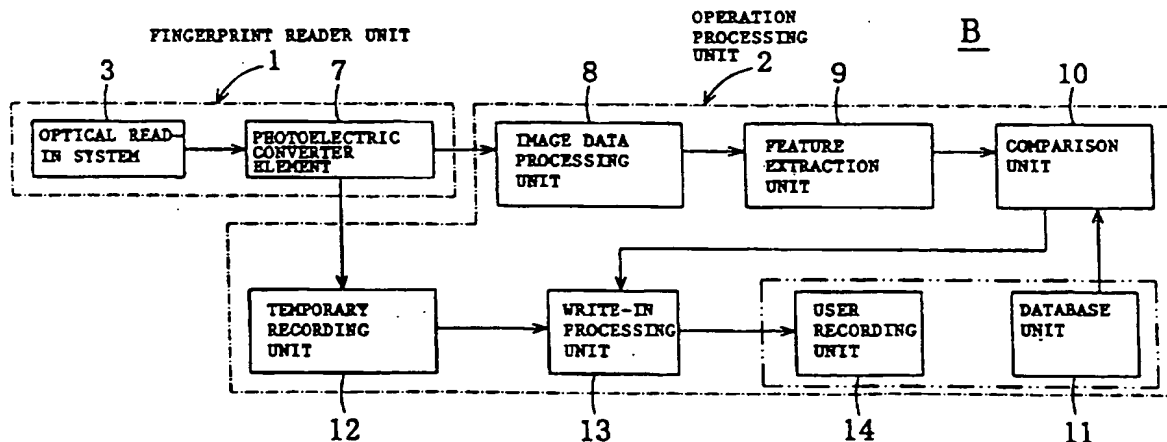 FINGERPRINT READER UNIT
OPERATION
PROCESSING
UNIT
B
1
2
3
7
8
9
10
OPTICAL READ-
IN SYSTEM
PHOTOELECTRIC
CONVERTER
ELEMENT
IMAGE DATA
PROCESSING
UNIT
FEATURE
EXTRACTION
UNIT
COMPARISON
UNIT
TEMPORARY
RECORDING
UNIT
WRITE-IN
PROCESSING
UNIT
USER
RECORDING
UNIT
DATABASE
UNIT
12
13
14
11